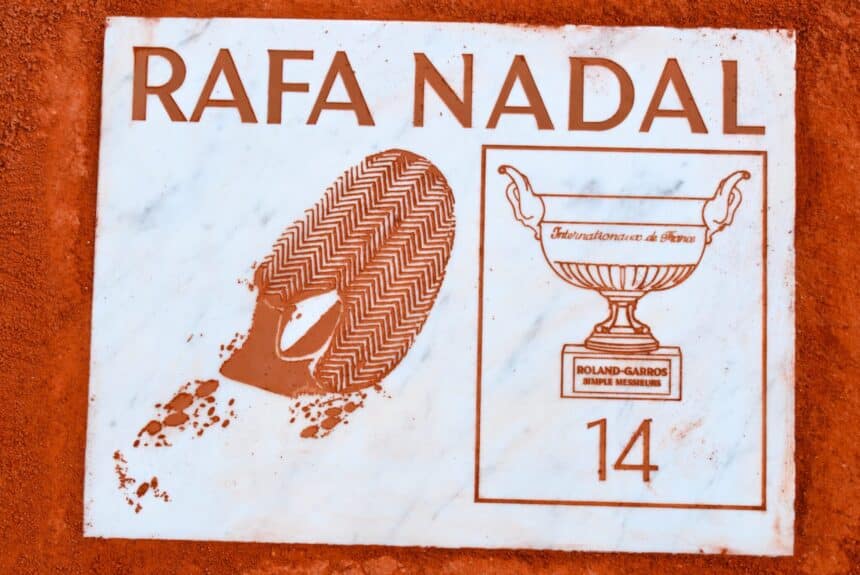 RAFA NADAL
Internationaux de France
ROLAND-GARROS
SIMPLE MESSIEURS
14